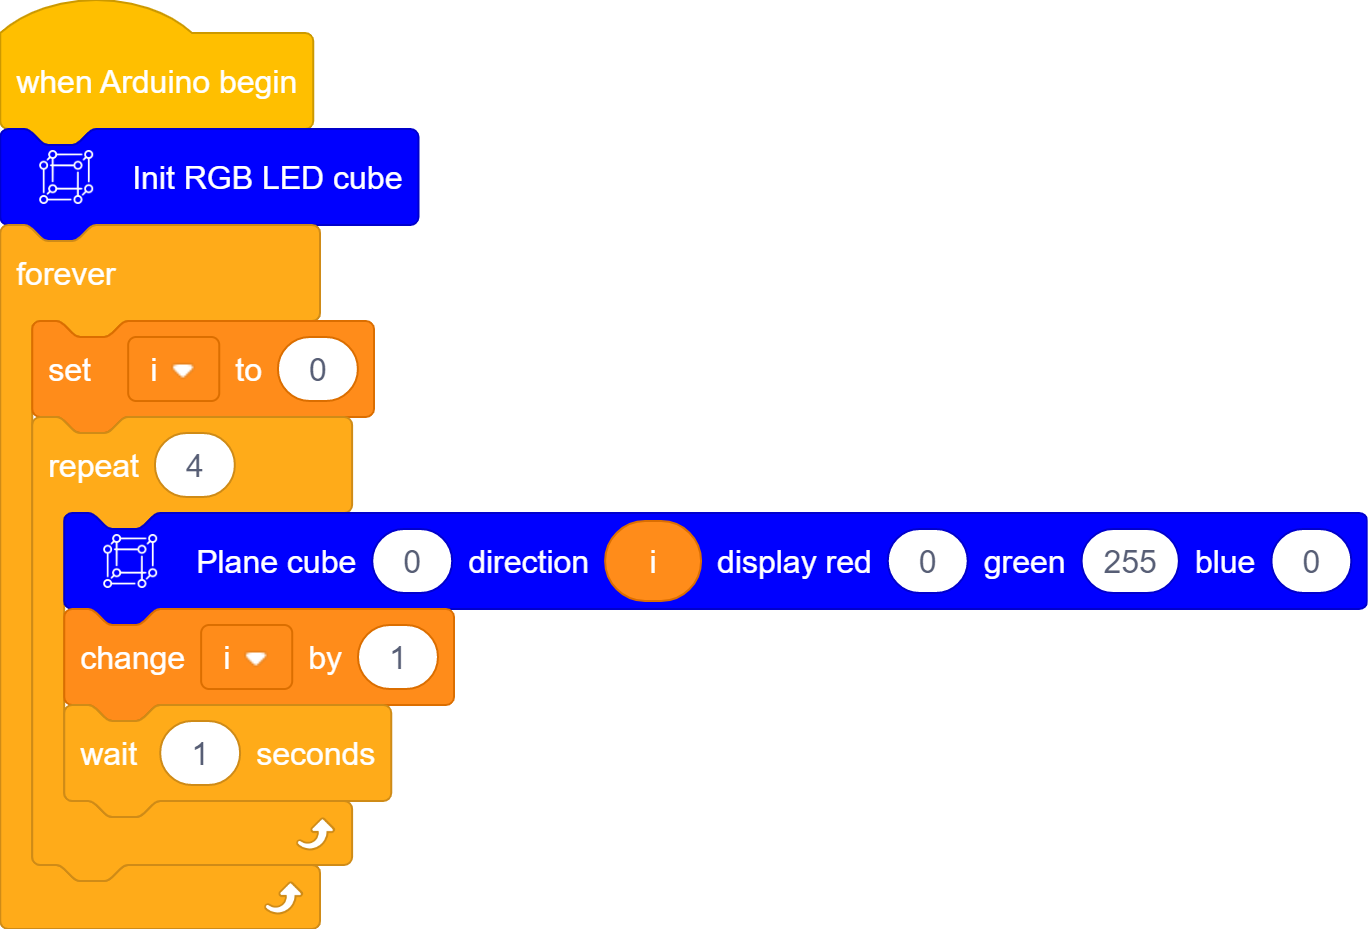 when Arduino begin
Init RGB LED cube
forever
set i to 0
repeat 4
Plane cube 0 direction i display red 0 green 255 blue 0
change i by 1
wait 1 seconds